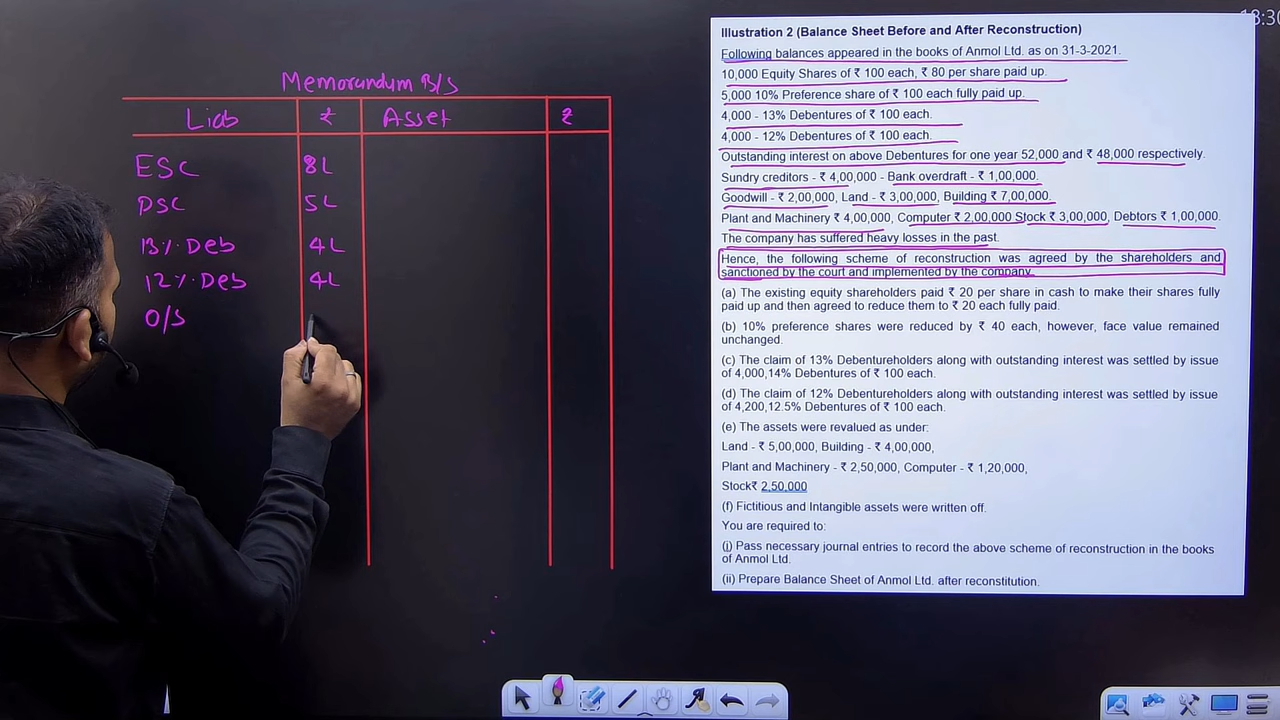 18:30
Memorandum B/S
Liab ₹ Asset ₹
ESC 8L
PSC 5L
13%. Deb 4L
12%. Deb 4L
O/S
Illustration 2 (Balance Sheet Before and After Reconstruction)
Following balances appeared in the books of Anmol Ltd. as on 31-3-2021.
10,000 Equity Shares of ₹ 100 each, ₹ 80 per share paid up.
5,000 10% Preference share of ₹ 100 each fully paid up.
4,000 - 13% Debentures of ₹ 100 each.
4,000 - 12% Debentures of ₹ 100 each.
Outstanding interest on above Debentures for one year 52,000 and ₹ 48,000 respectively.
Sundry creditors - ₹ 4,00,000 - Bank overdraft - ₹ 1,00,000.
Goodwill - ₹ 2,00,000, Land - ₹ 3,00,000, Building ₹ 7,00,000.
Plant and Machinery ₹ 4,00,000, Computer ₹ 2,00,000 Stock ₹ 3,00,000, Debtors ₹ 1,00,000.
The company has suffered heavy losses in the past.
Hence, the following scheme of reconstruction was agreed by the shareholders and
sanctioned by the court and implemented by the company.
(a) The existing equity shareholders paid ₹ 20 per share in cash to make their shares fully
paid up and then agreed to reduce them to ₹ 20 each fully paid.
(b) 10% preference shares were reduced by ₹ 40 each, however, face value remained
unchanged.
(c) The claim of 13% Debentureholders along with outstanding interest was settled by issue
of 4,000,14% Debentures of ₹ 100 each.
(d) The claim of 12% Debentureholders along with outstanding interest was settled by issue
of 4,200,12.5% Debentures of ₹ 100 each.
(e) The assets were revalued as under:
Land - ₹ 5,00,000, Building - ₹ 4,00,000,
Plant and Machinery - ₹ 2,50,000, Computer - ₹ 1,20,000,
Stock₹ 2,50,000
(f) Fictitious and Intangible assets were written off.
You are required to:
(i) Pass necessary journal entries to record the above scheme of reconstruction in the books
of Anmol Ltd.
(ii) Prepare Balance Sheet of Anmol Ltd. after reconstitution.